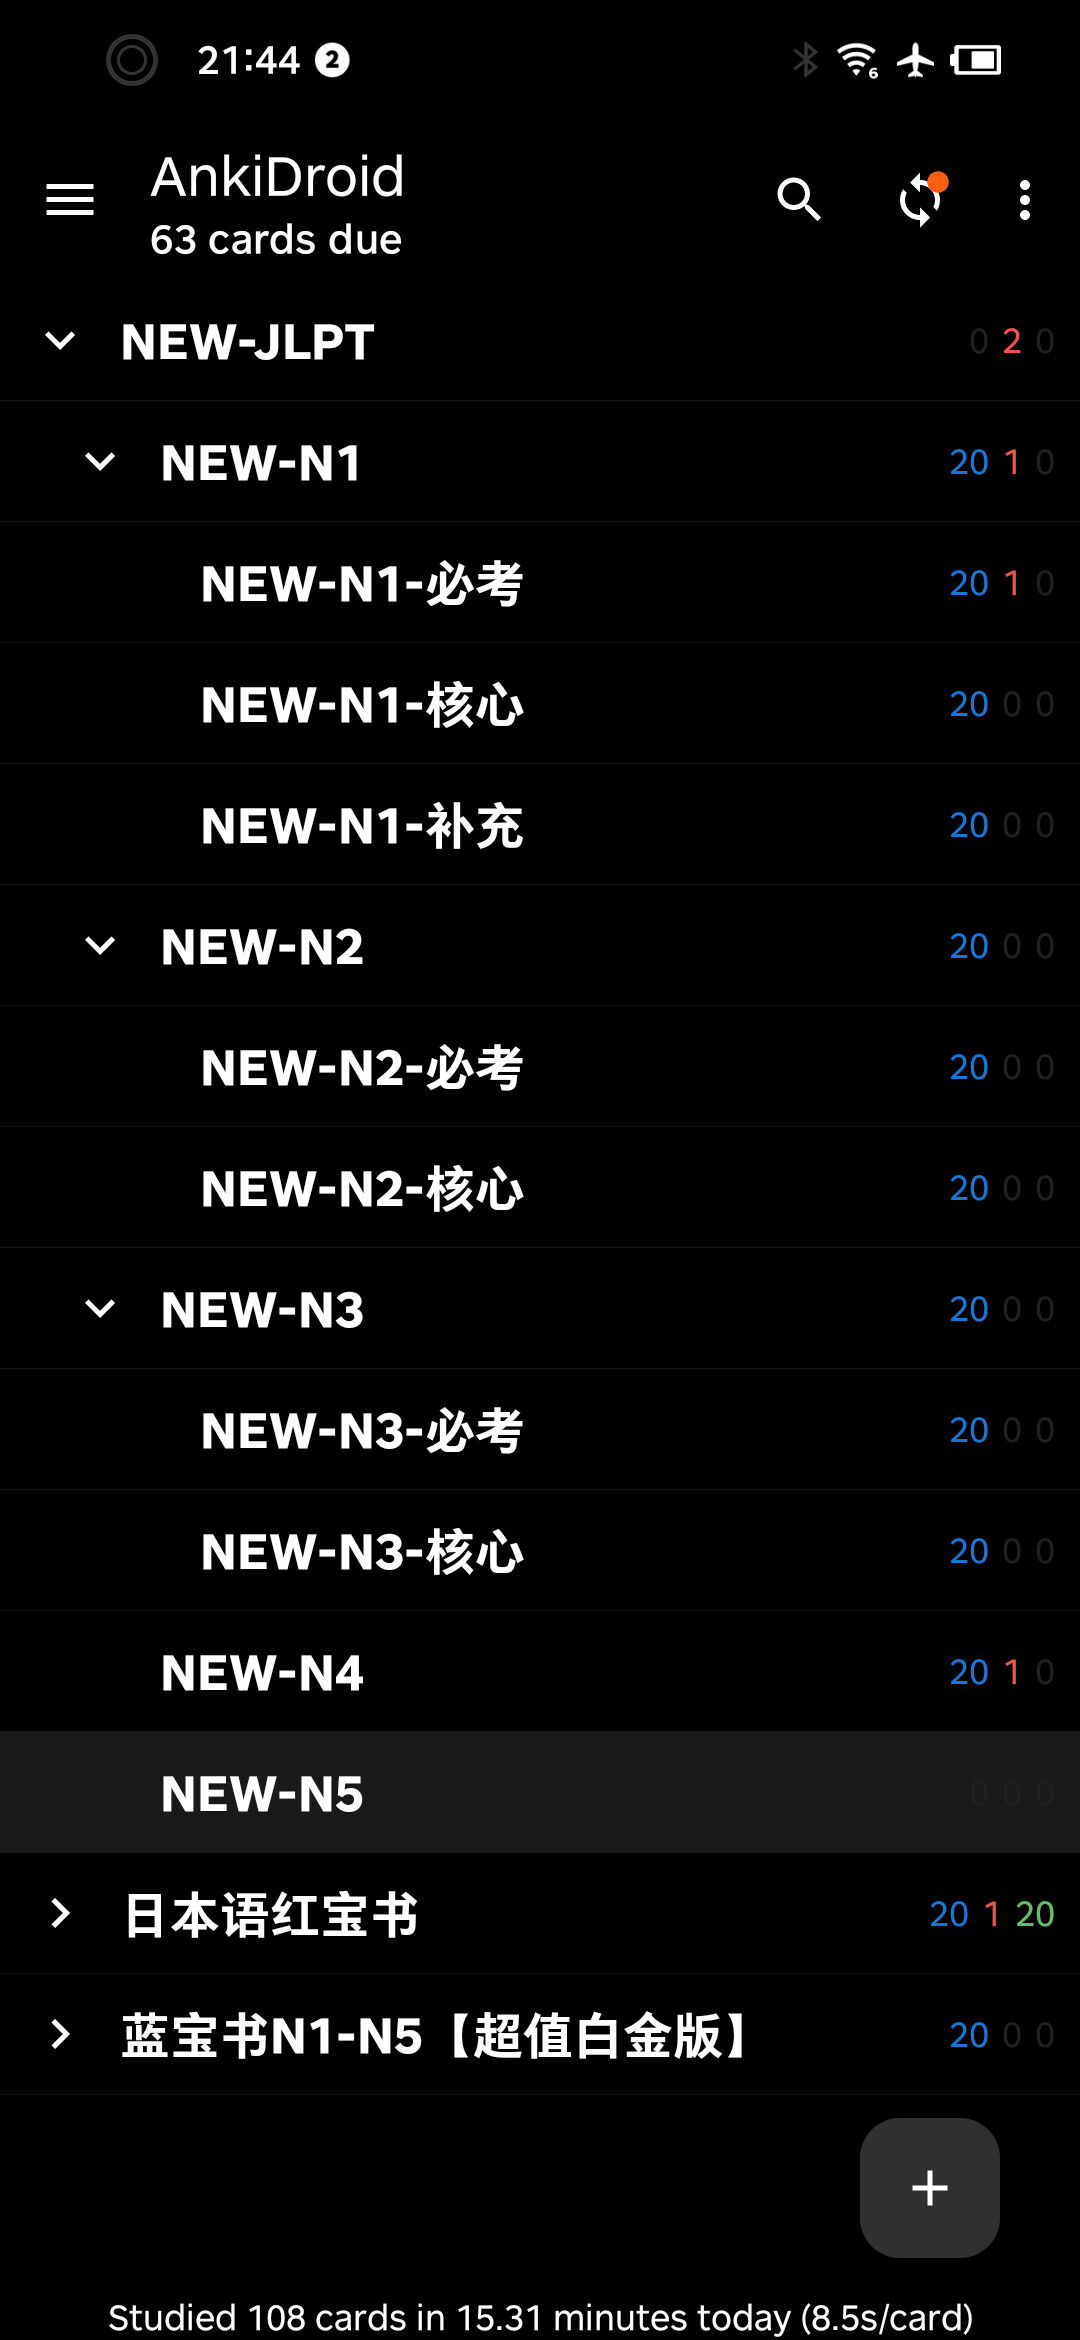 21:44 2
6
AnkiDroid
63 cards due
NEW-JLPT 0 2 0
NEW-N1 20 1 0
NEW-N1-必考 20 1 0
NEW-N1-核心 20 0 0
NEW-N1-补充 20 0 0
NEW-N2 20 0 0
NEW-N2-必考 20 0 0
NEW-N2-核心 20 0 0
NEW-N3 20 0 0
NEW-N3-必考 20 0 0
NEW-N3-核心 20 0 0
NEW-N4 20 1 0
NEW-N5 0 0 0
日本语红宝书 20 1 20
蓝宝书N1-N5【超值白金版】 20 0 0
Studied 108 cards in 15.31 minutes today (8.5s/card)